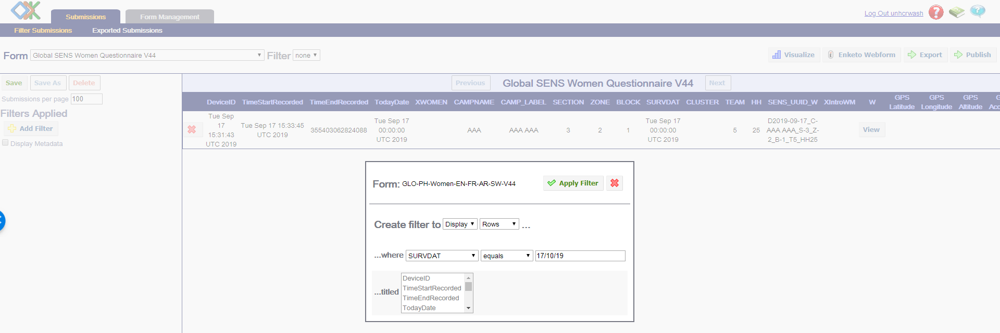 Submissions
Form Management
Log Out unhcrwash
Filter Submissions
Exported Submissions
Form Global SENS Women Questionnaire V44 Filter none
Visualize
Enketo Webform
Export
Publish
Save
Save As
Delete
Previous
Global SENS Women Questionnaire V44
Next
Submissions per page 100
Filters Applied
Add Filter
Display Metadata
DeviceID TimeStartRecorded TimeEndRecorded TodayDate XWOMEN CAMPNAME CAMP_LABEL SECTION ZONE BLOCK SURVDAT CLUSTER TEAM HH SENS_UUID_W XIntroWM W
GPS
Latitude
GPS
Longitude
GPS
Altitude
G
Acc
Tue Sep
17
15:31:43
UTC 2019
Tue Sep 17 15:33:45
UTC 2019
355403062824088
Tue Sep 17
00:00:00
UTC 2019
AAA
AAA AAA
3
2
1
Tue Sep 17
00:00:00
UTC 2019
5
25
D2019-09-17_C-
AAA AAA_S-3_Z-
2_B-1_T5_HH25
View
Form: GLO-PH-Women-EN-FR-AR-SW-V44
Apply Filter
Create filter to Display Rows ...
...where SURVDAT equals 17/10/19
...titled
DeviceID
TimeStartRecorded
TimeEndRecorded
TodayDate